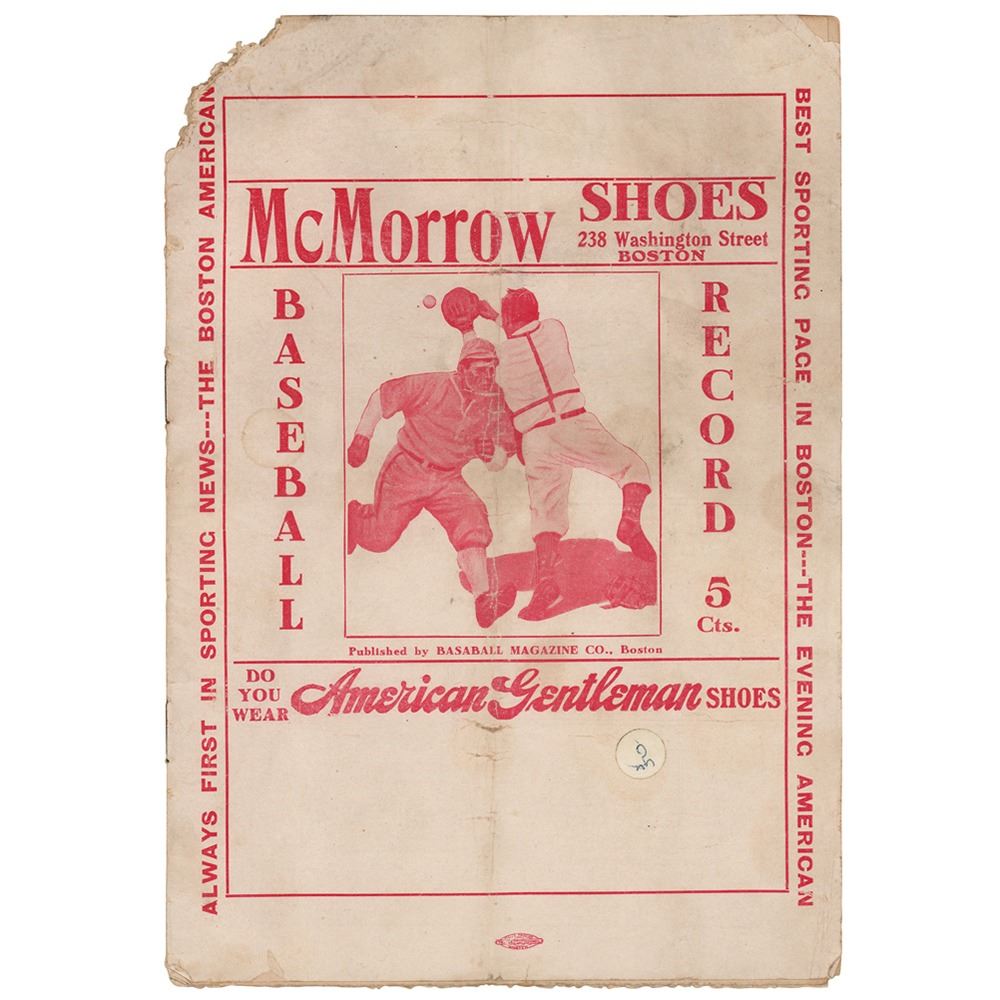 ALWAYS FIRST IN SPORTING NEWS---THE BOSTON AMERICAN
McMorrow SHOES
238 Washington Street
BOSTON
BASEBALL
RECORD
5
Cts.
Published by BASABALL MAGAZINE CO., Boston
DO
YOU
WEAR
American Gentleman SHOES
BEST SPORTING PAGE IN BOSTON---THE EVENING AMERICAN